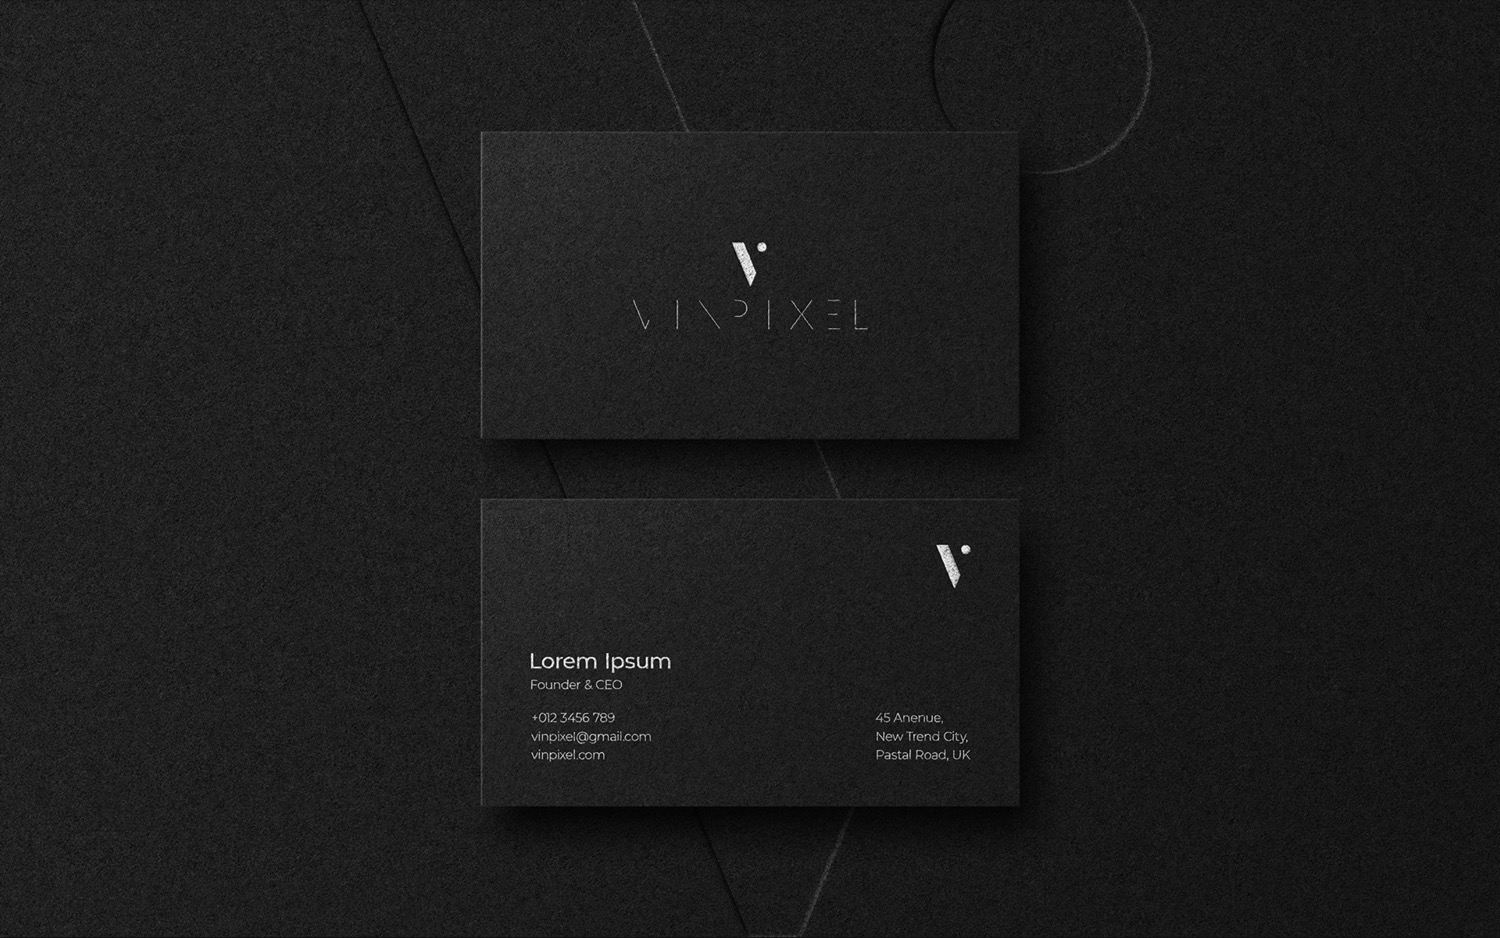 VINPIXEL
Lorem Ipsum
Founder & CEO
+012 3456 789
vinpixel@gmail.com
vinpixel.com
45 Anenue,
New Trend City,
Pastal Road, UK